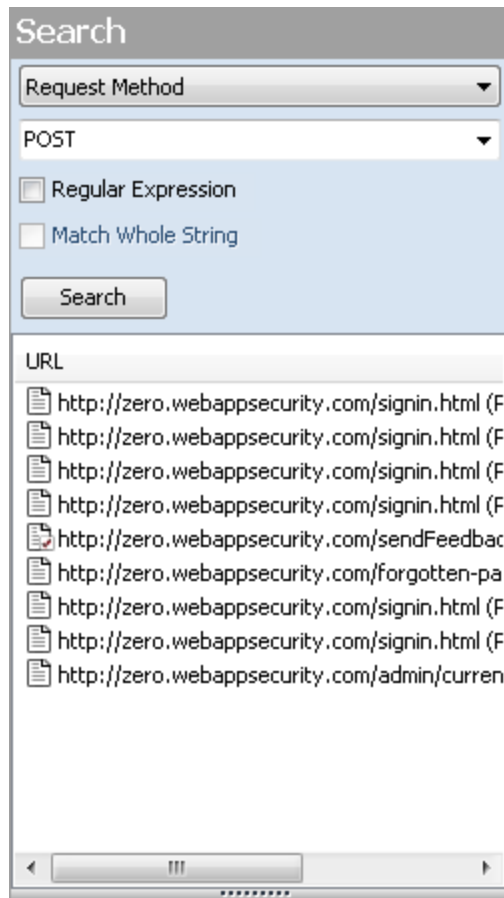 Search
Request Method
POST
Regular Expression
Match Whole String
Search
URL
http://zero.webappsecurity.com/signin.html (F
http://zero.webappsecurity.com/signin.html (F
http://zero.webappsecurity.com/signin.html (F
http://zero.webappsecurity.com/signin.html (F
http://zero.webappsecurity.com/sendFeedbac
http://zero.webappsecurity.com/forgotten-pa
http://zero.webappsecurity.com/signin.html (F
http://zero.webappsecurity.com/signin.html (F
http://zero.webappsecurity.com/admin/curren